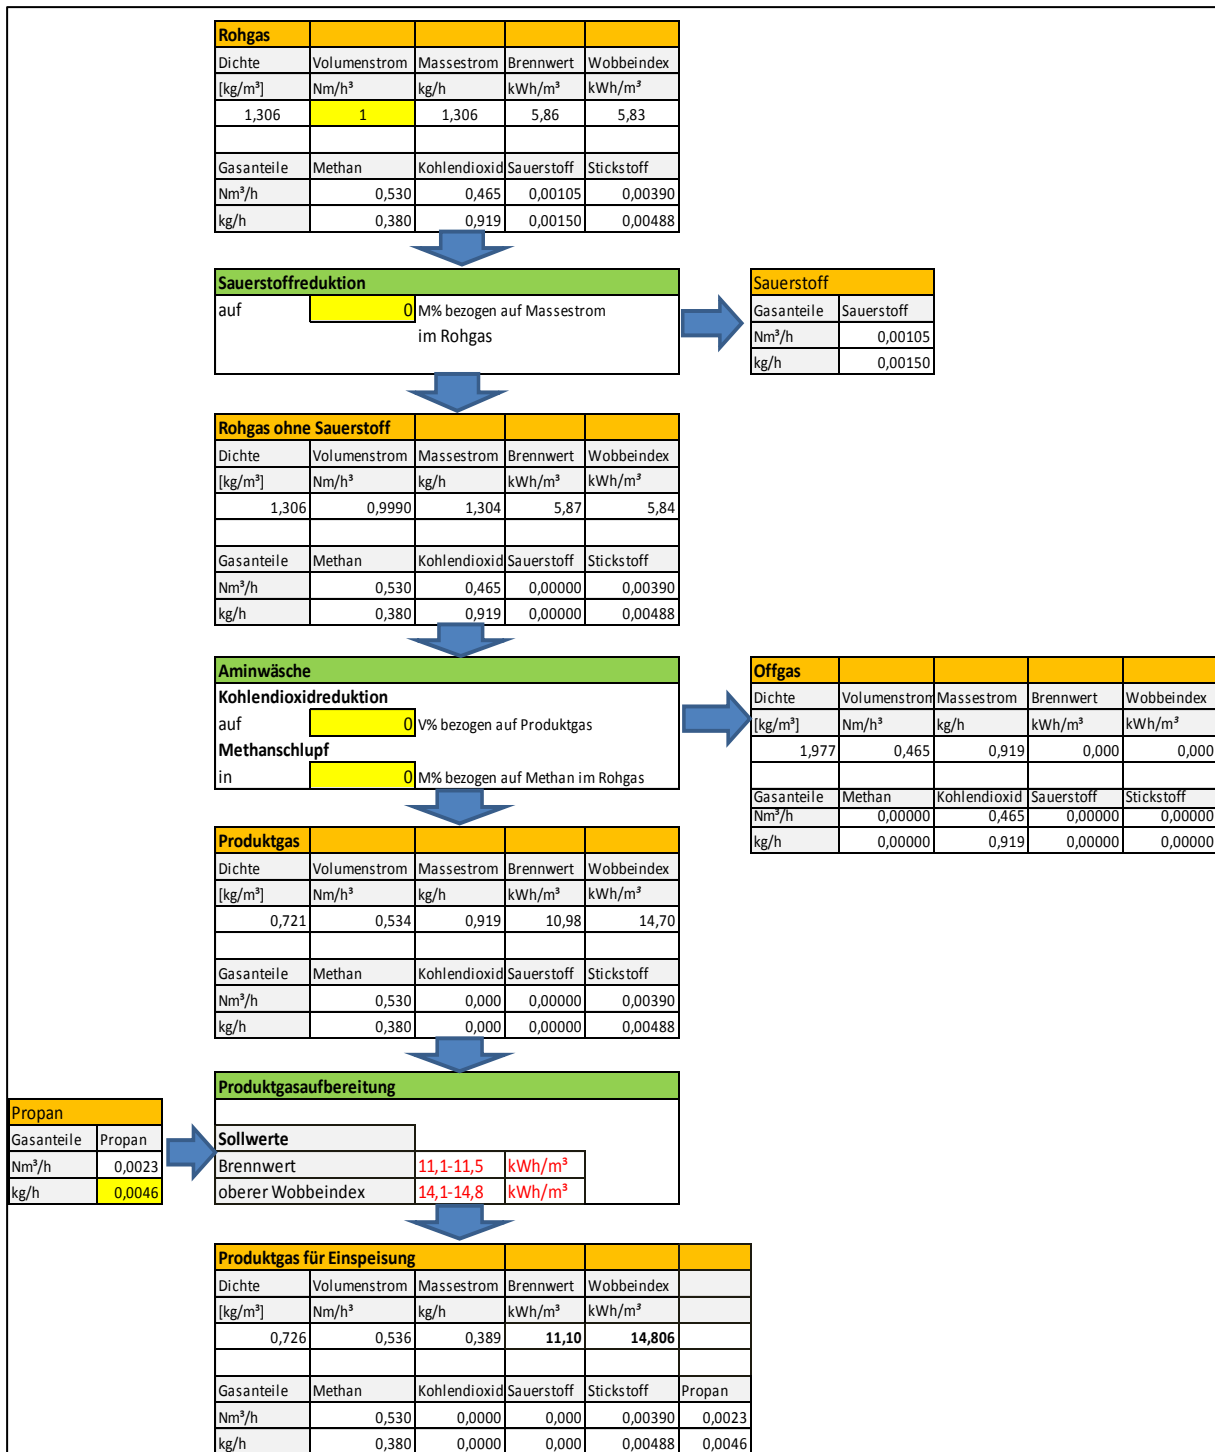 Rohgas
Dichte Volumenstrom Massestrom Brennwert Wobbeindex
[kg/m³] Nm/h³ kg/h kWh/m³ kWh/m³
1,306 1 1,306 5,86 5,83
Gasanteile Methan Kohlendioxid Sauerstoff Stickstoff
Nm³/h 0,530 0,465 0,00105 0,00390
kg/h 0,380 0,919 0,00150 0,00488
Sauerstoffreduktion
auf 0 M% bezogen auf Massestrom
im Rohgas
Sauerstoff
Gasanteile Sauerstoff
Nm³/h 0,00105
kg/h 0,00150
Rohgas ohne Sauerstoff
Dichte Volumenstrom Massestrom Brennwert Wobbeindex
[kg/m³] Nm/h³ kg/h kWh/m³ kWh/m³
1,306 0,9990 1,304 5,87 5,84
Gasanteile Methan Kohlendioxid Sauerstoff Stickstoff
Nm³/h 0,530 0,465 0,00000 0,00390
kg/h 0,380 0,919 0,00000 0,00488
Aminwäsche
Kohlendioxidreduktion
auf 0 V% bezogen auf Produktgas
Methanschlupf
in 0 M% bezogen auf Methan im Rohgas
Offgas
Dichte Volumenstrom Massestrom Brennwert Wobbeindex
[kg/m³] Nm/h³ kg/h kWh/m³ kWh/m³
1,977 0,465 0,919 0,000 0,000
Gasanteile Methan Kohlendioxid Sauerstoff Stickstoff
Nm³/h 0,00000 0,465 0,00000 0,00000
kg/h 0,00000 0,919 0,00000 0,00000
Produktgas
Dichte Volumenstrom Massestrom Brennwert Wobbeindex
[kg/m³] Nm/h³ kg/h kWh/m³ kWh/m³
0,721 0,534 0,919 10,98 14,70
Gasanteile Methan Kohlendioxid Sauerstoff Stickstoff
Nm³/h 0,530 0,000 0,00000 0,00390
kg/h 0,380 0,000 0,00000 0,00488
Propan
Gasanteile Propan
Nm³/h 0,0023
kg/h 0,0046
Produktgasaufbereitung
Sollwerte
Brennwert 11,1-11,5 kWh/m³
oberer Wobbeindex 14,1-14,8 kWh/m³
Produktgas für Einspeisung
Dichte Volumenstrom Massestrom Brennwert Wobbeindex
[kg/m³] Nm/h³ kg/h kWh/m³ kWh/m³
0,726 0,536 0,389 11,10 14,806
Gasanteile Methan Kohlendioxid Sauerstoff Stickstoff Propan
Nm³/h 0,530 0,0000 0,000 0,00390 0,0023
kg/h 0,380 0,0000 0,000 0,00488 0,0046